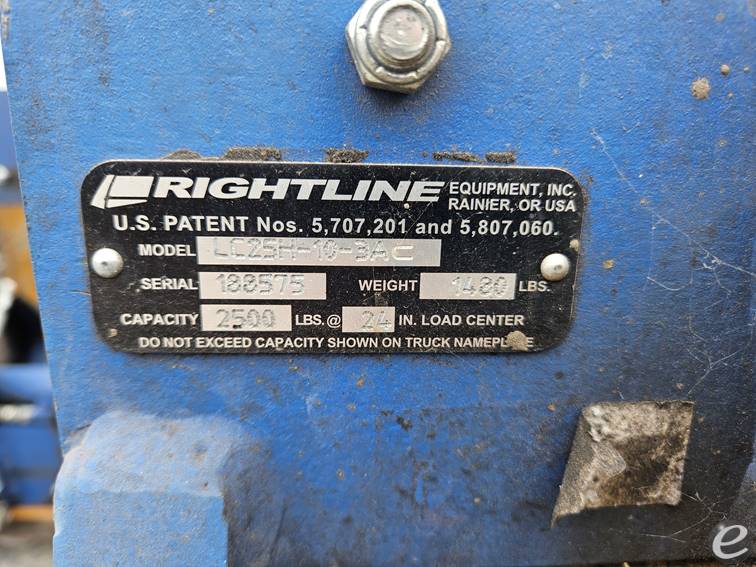 RIGHTLINE EQUIPMENT, INC.
RAINIER, OR USA
U.S. PATENT Nos. 5,707,201 and 5,807,060.
MODEL LC25H-10-3AC
SERIAL 188575 WEIGHT 1480 LBS.
CAPACITY 2500 LBS.@ 24 IN. LOAD CENTER
DO NOT EXCEED CAPACITY SHOWN ON TRUCK NAMEPLATE
e